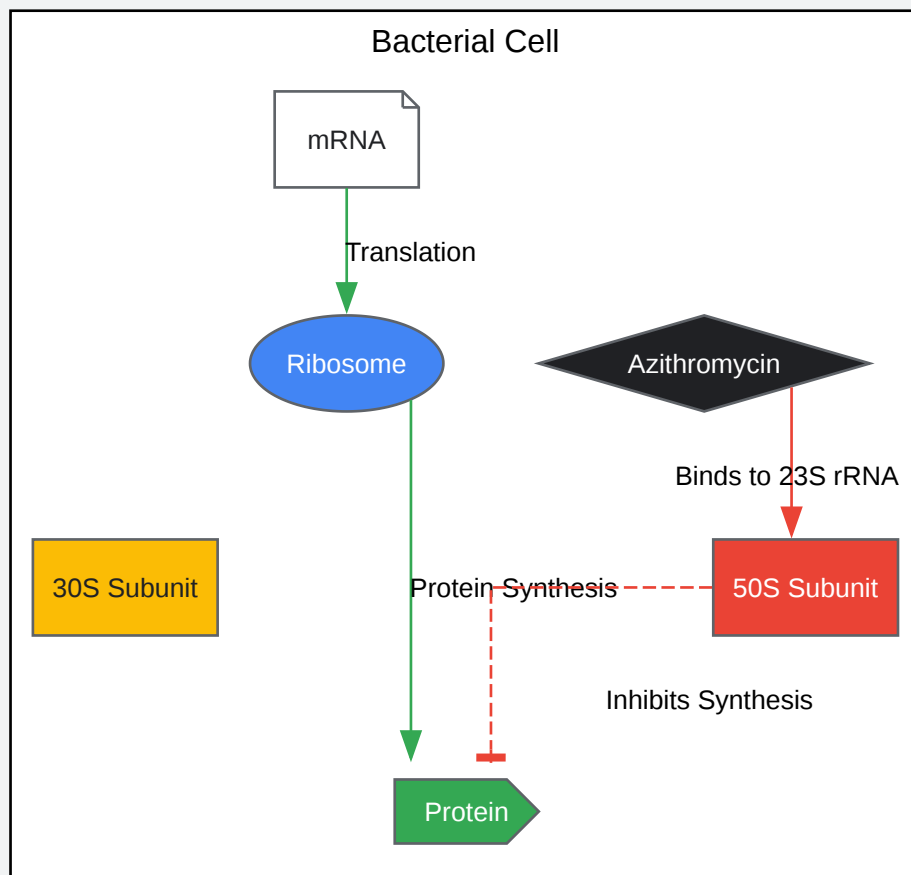 Bacterial Cell
mRNA
Translation
Ribosome
Azithromycin
Binds to 23S rRNA
30S Subunit
Protein Synthesis
50S Subunit
Inhibits Synthesis
Protein